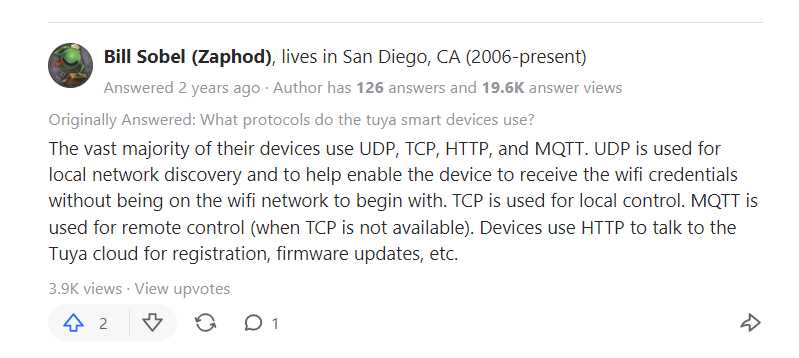 Bill Sobel (Zaphod), lives in San Diego, CA (2006-present)
Answered 2 years ago · Author has 126 answers and 19.6K answer views
Originally Answered: What protocols do the tuya smart devices use?
The vast majority of their devices use UDP, TCP, HTTP, and MQTT. UDP is used for
local network discovery and to help enable the device to receive the wifi credentials
without being on the wifi network to begin with. TCP is used for local control. MQTT is
used for remote control (when TCP is not available). Devices use HTTP to talk to the
Tuya cloud for registration, firmware updates, etc.
3.9K views · View upvotes
2 1